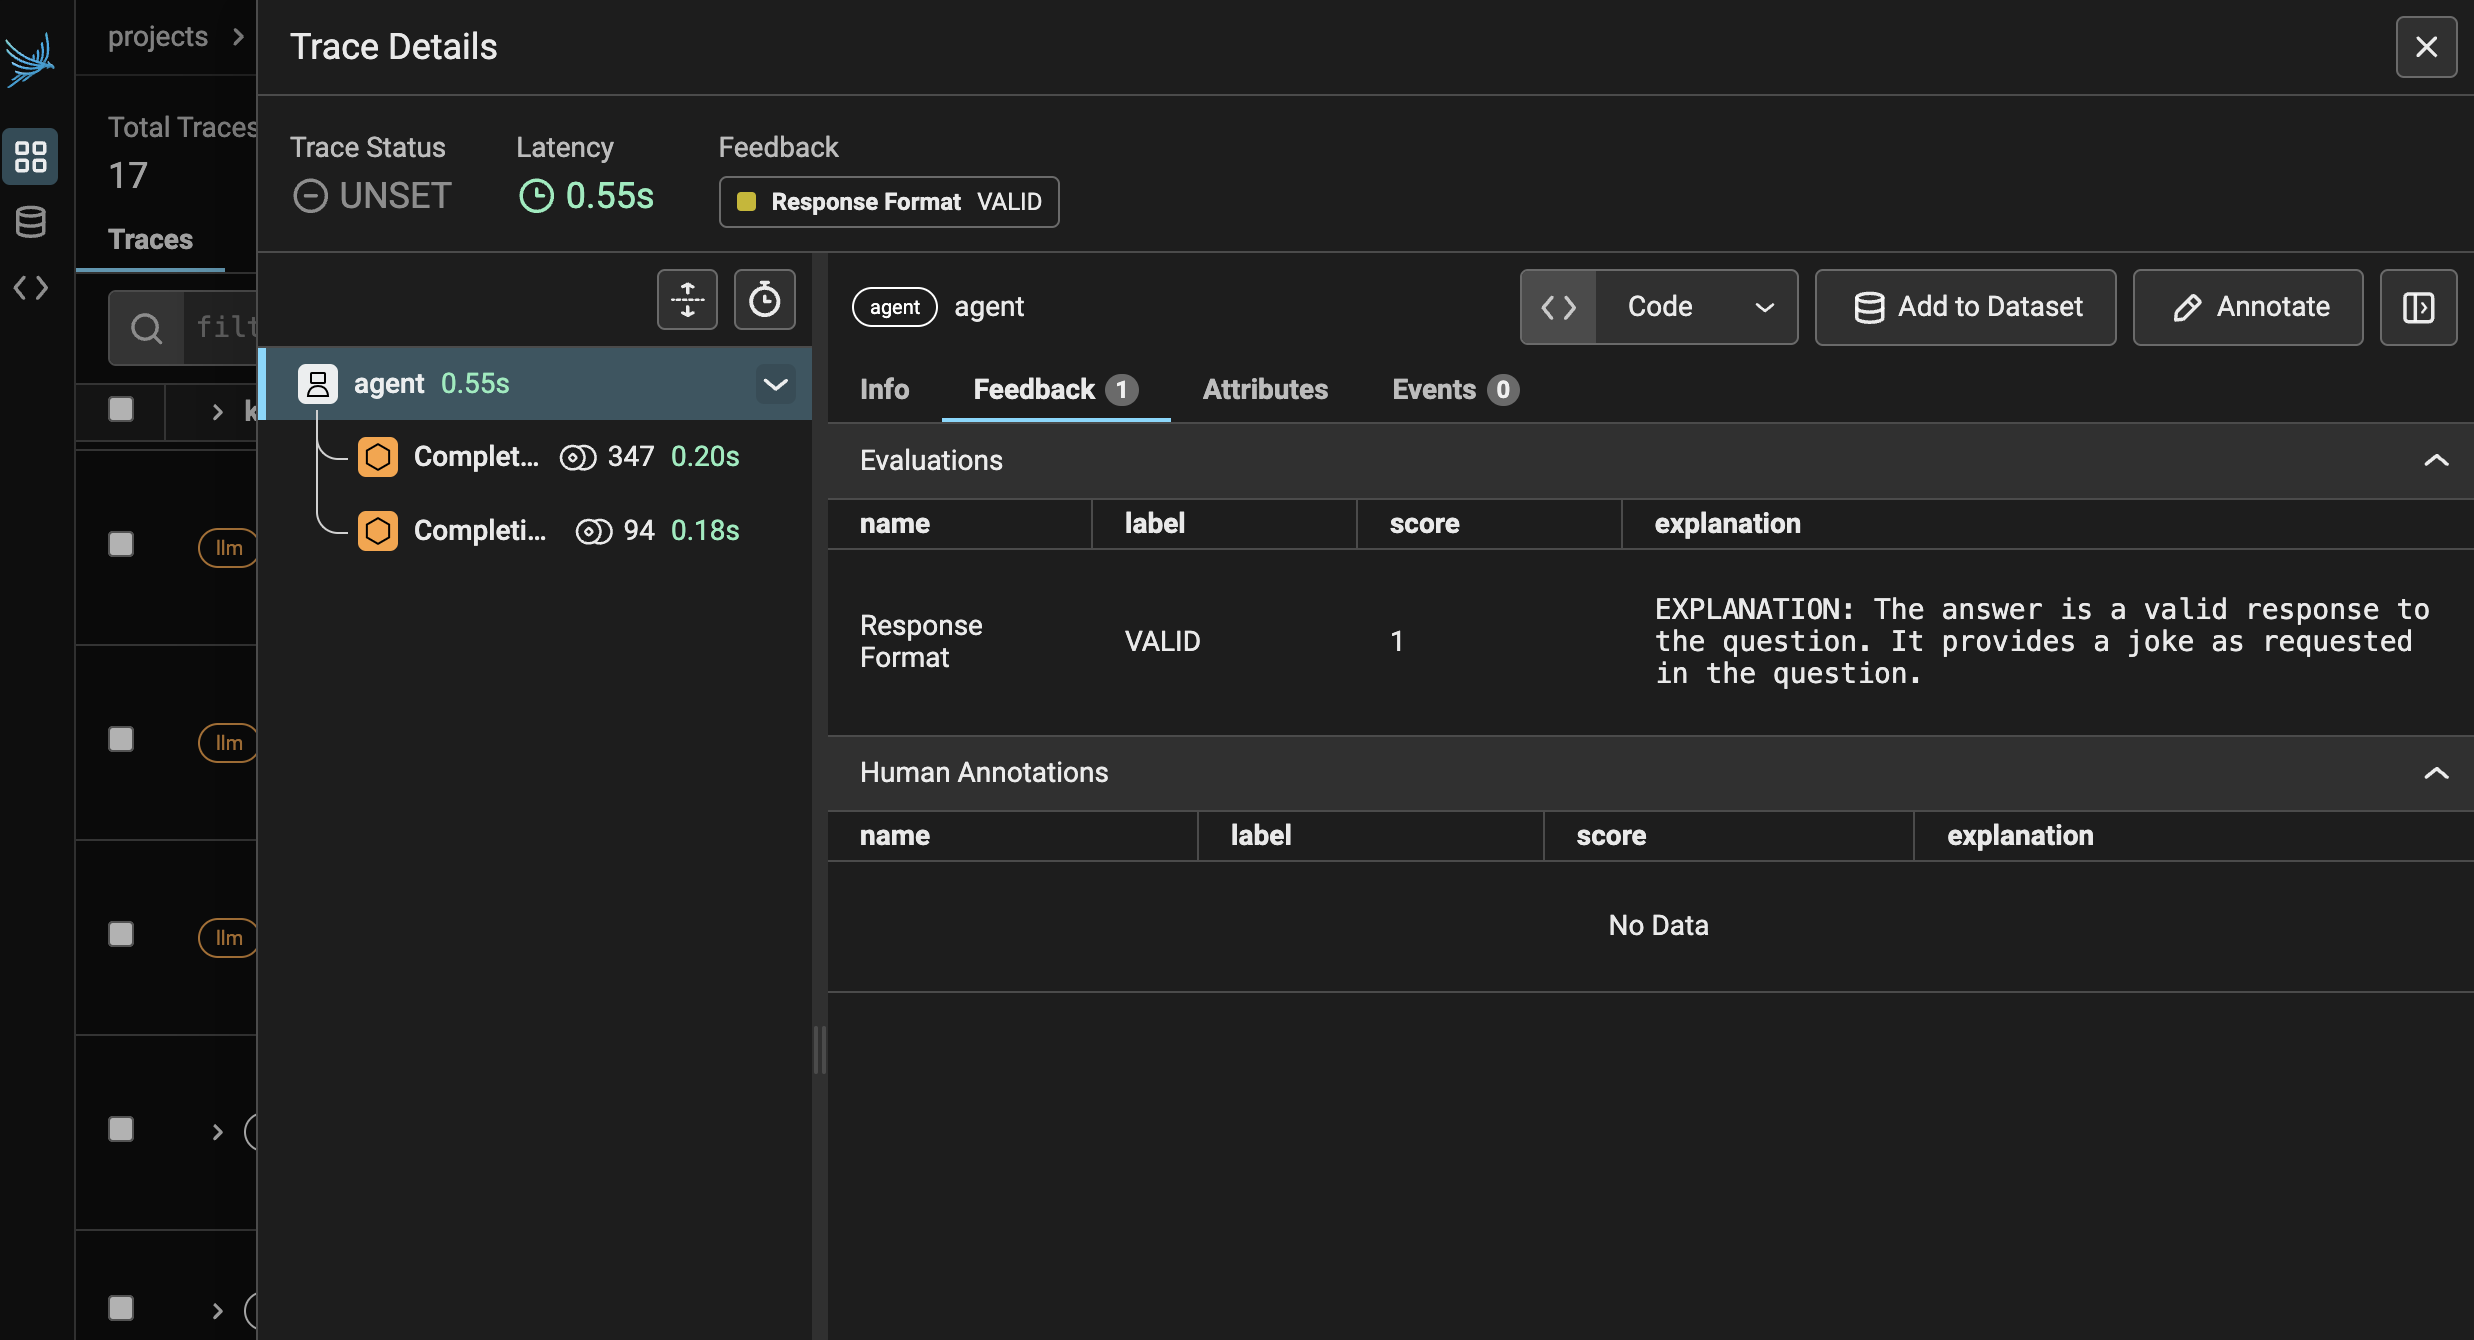 projects
Trace Details
Total Traces
17
Traces
Trace Status
UNSET
Latency
0.55s
Feedback
Response Format VALID
agent 0.55s
Complet... 347 0.20s
Completi... 94 0.18s
llm
llm
llm
agent agent
Code
Add to Dataset
Annotate
Info
Feedback 1
Attributes
Events 0
Evaluations
name label score explanation
Response
Format
VALID
1
EXPLANATION: The answer is a valid response to
the question. It provides a joke as requested
in the question.
Human Annotations
name label score explanation
No Data